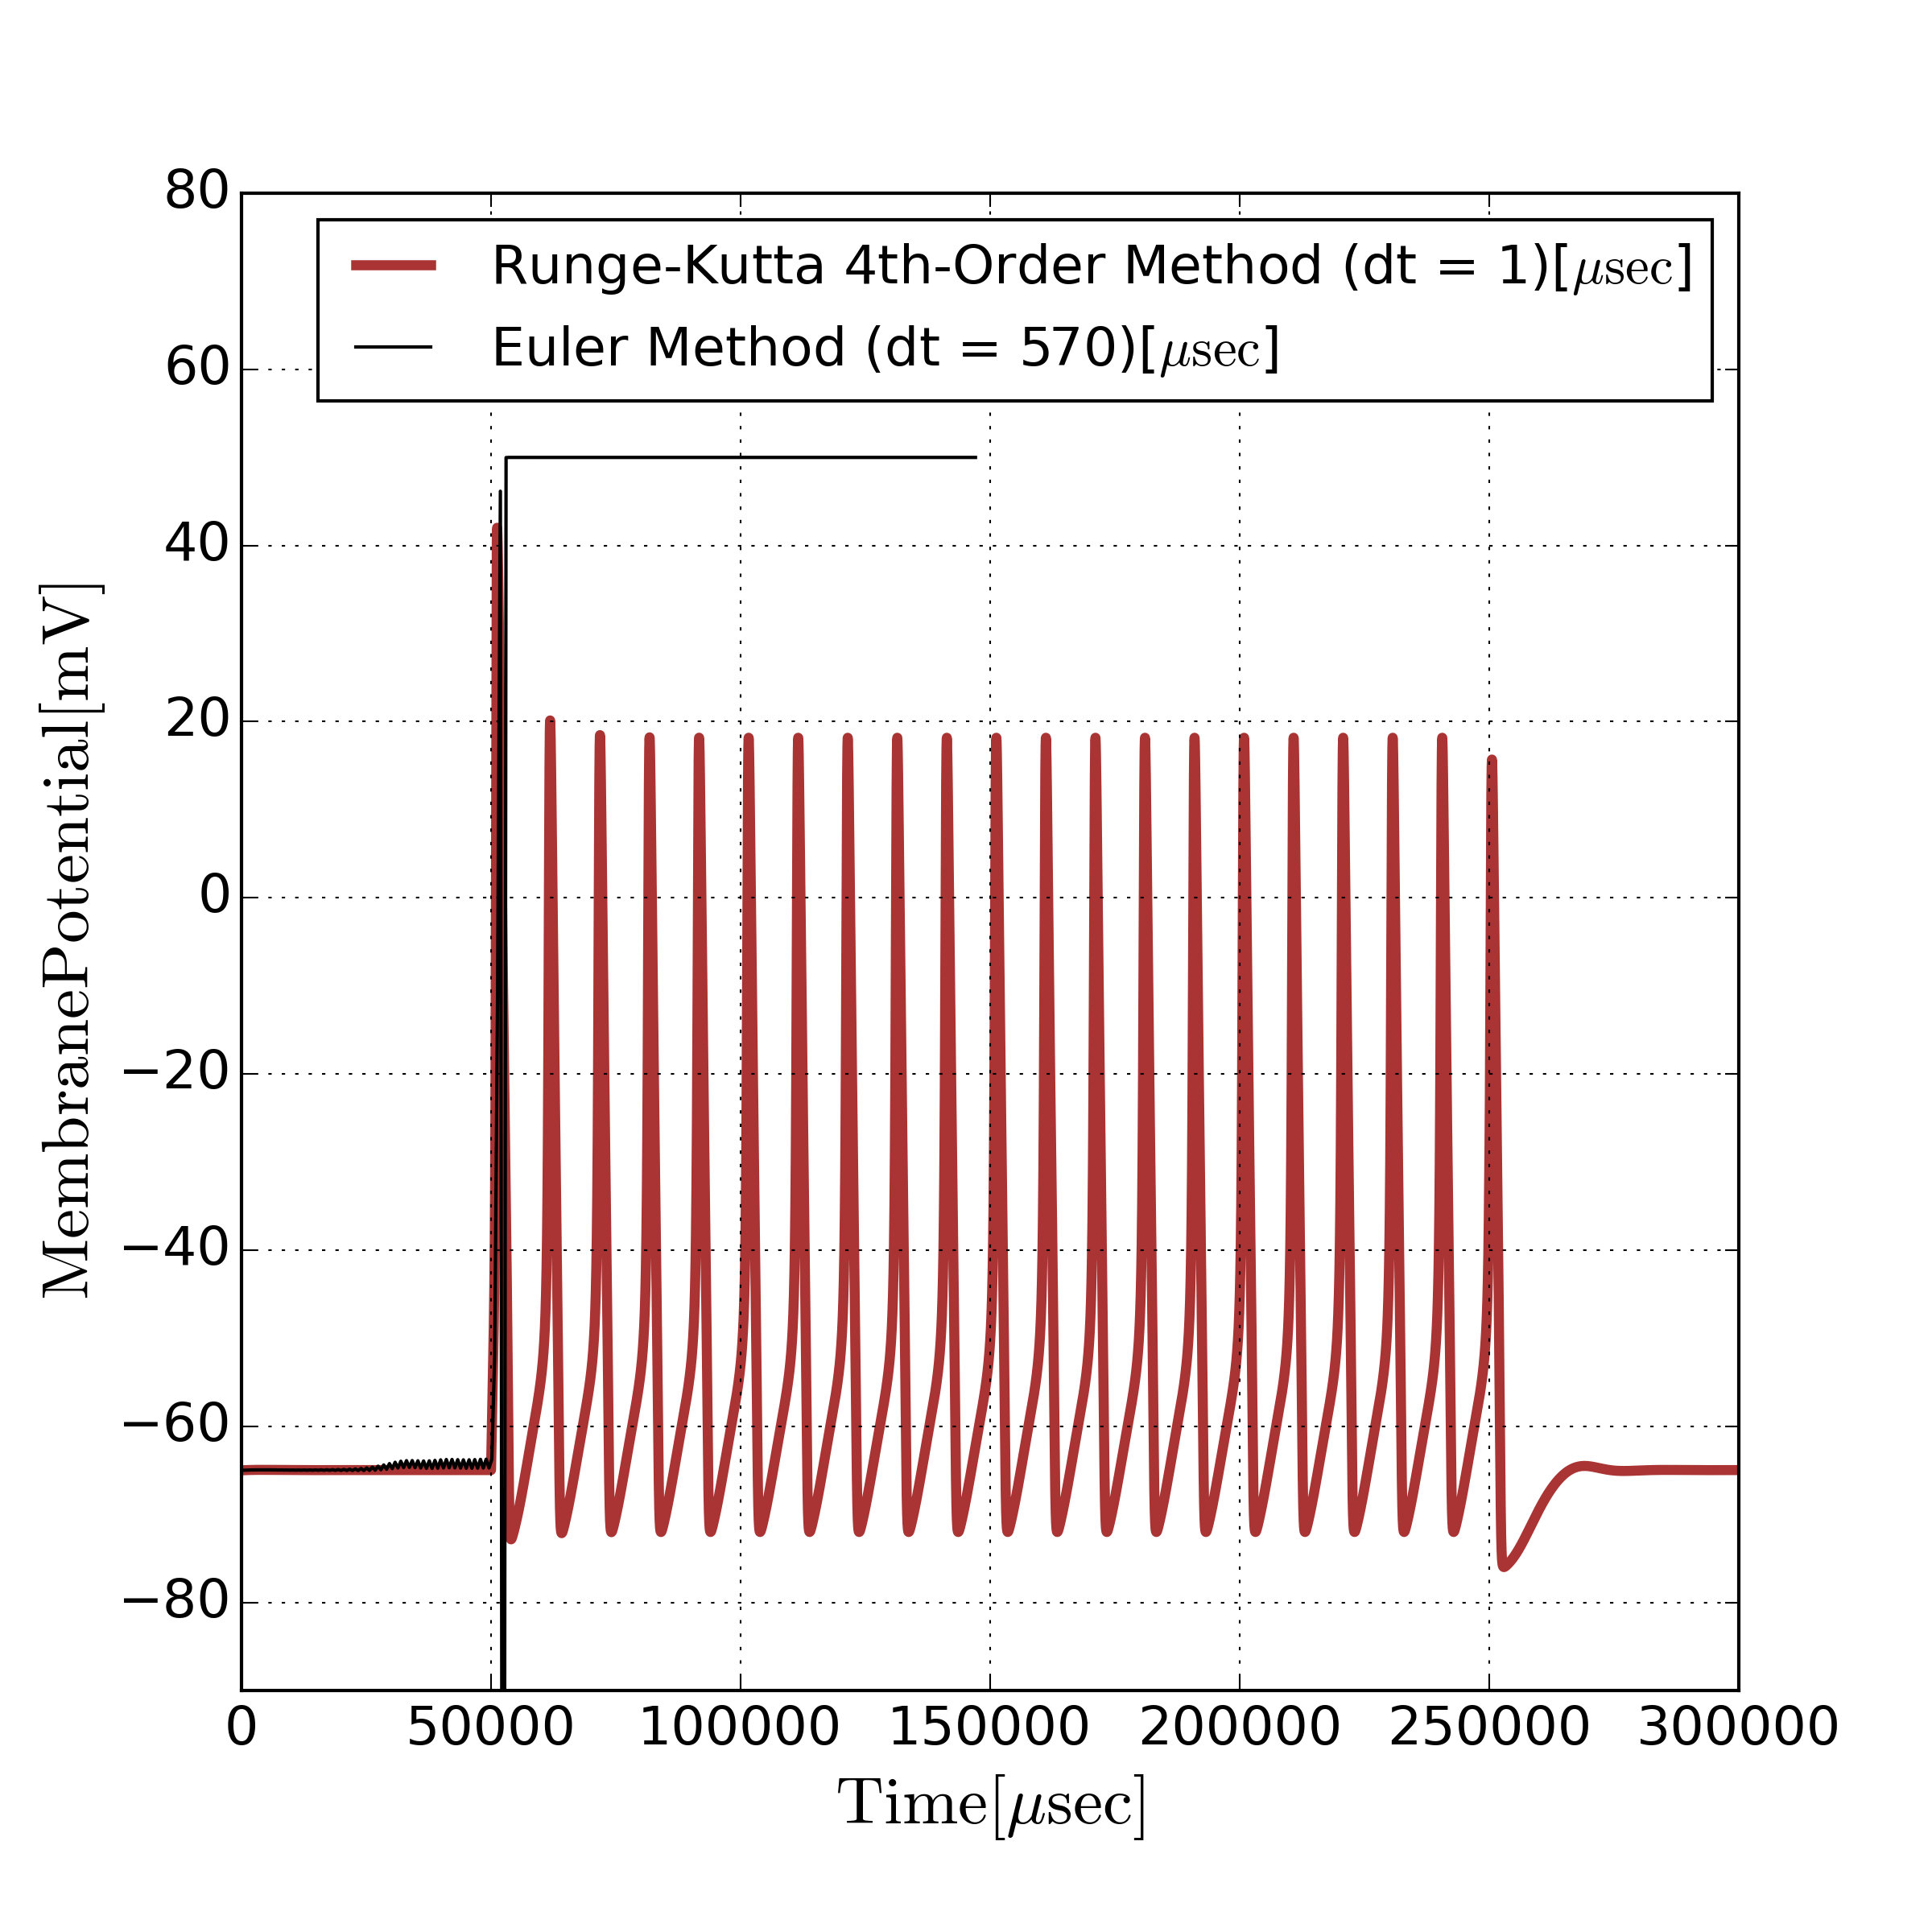 Runge-Kutta 4th-Order Method (dt = 1)[μsec]
Euler Method (dt = 570)[μsec]
80
60
40
20
0
−20
−40
−60
−80
MembranePotential[mV]
0 50000 100000 150000 200000 250000 300000
Time[μsec]